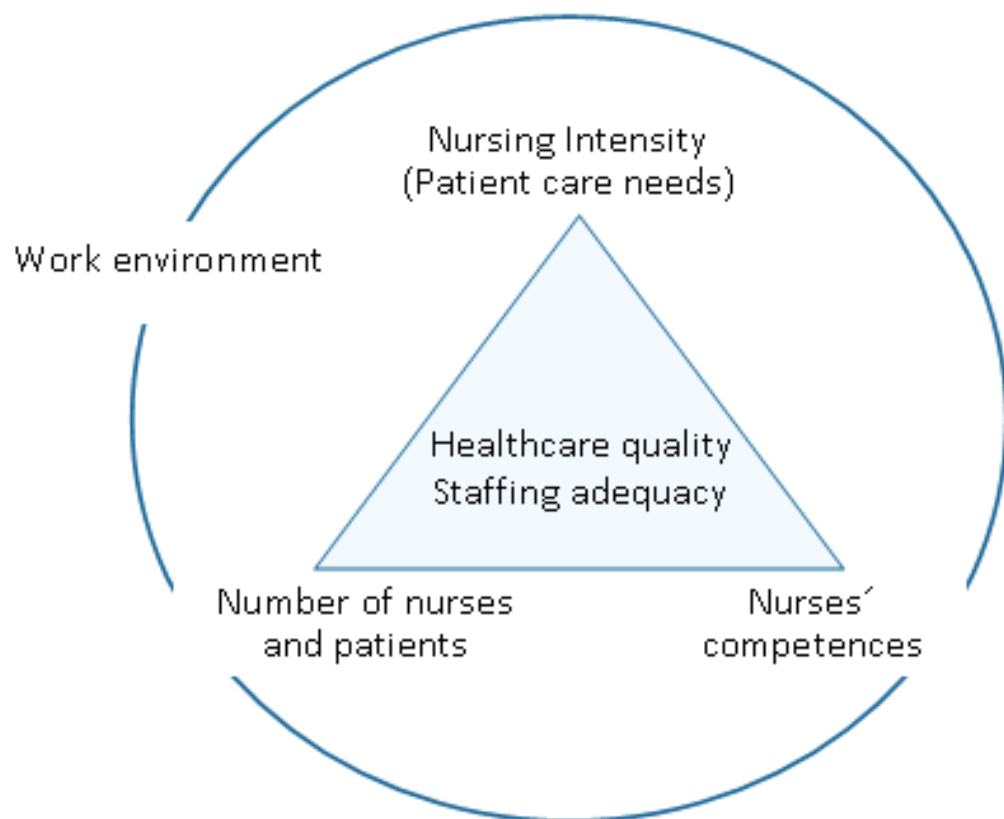 Nursing Intensity
(Patient care needs)
Work environment
Healthcare quality
Staffing adequacy
Number of nurses
and patients
Nurses´
competences